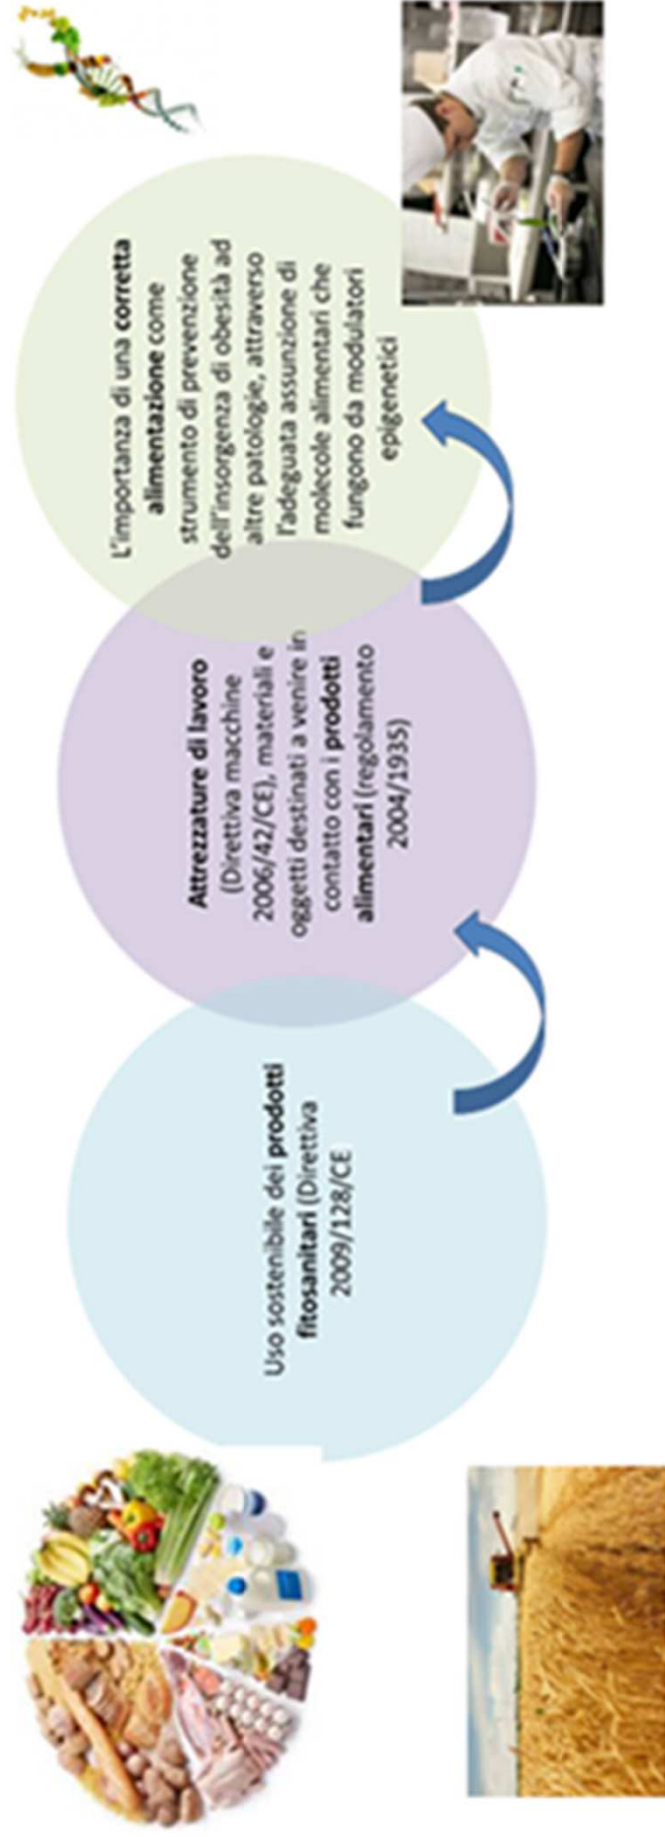 Uso sostenibile dei prodotti
fitosanitari (Direttiva
2009/128/CE
Attrezzature di lavoro
(Direttiva macchine
2006/42/CE), materiali e
oggetti destinati a venire in
contatto con i prodotti
alimentari (regolamento
2004/1935)
L'importanza di una corretta
alimentazione come
strumento di prevenzione
dell'insorgenza di obesità ad
altre patologie, attraverso
l'adeguata assunzione di
molecole alimentari che
fungono da modulatori
epigenetici